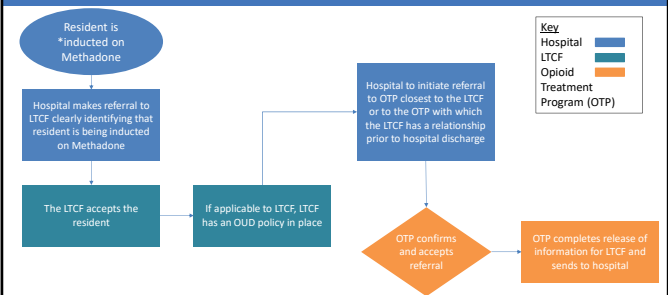 Resident is
*inducted on
Methadone
Hospital makes referral to
LTCF clearly identifying that
resident is being inducted
on Methadone
The LTCF accepts the
resident
If applicable to LTCF, LTCF
has an OUD policy in place
Hospital to initiate referral
to OTP closest to the LTCF
or to the OTP with which
the LTCF has a relationship
prior to hospital discharge
OTP confirms
and accepts
referral
OTP completes release of
information for LTCF and
sends to hospital
Key
Hospital
LTCF
Opioid
Treatment
Program (OTP)